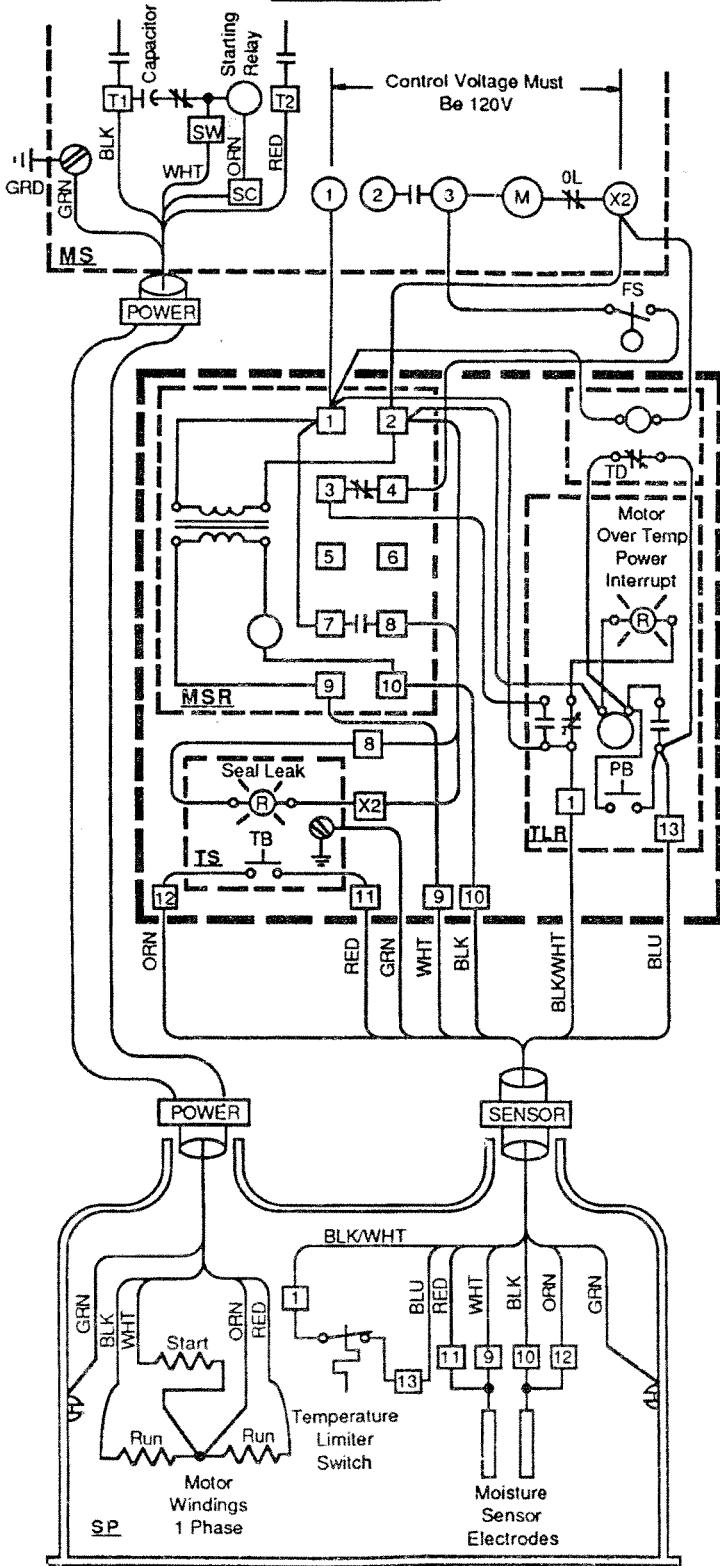 Capacitor
Starting
Relay
T1
T2
Control Voltage Must
Be 120V
BLK
SW
WHT
ORN
RED
SC
GRD
GRN
1
2
3
M
OL
X2
MS
POWER
FS
1
2
TD
3
4
Motor
Over Temp
Power
Interrupt
5
6
R
7
8
9
10
MSR
8
PB
Seal Leak
R
X2
1
TB
13
TLR
TS
12
11
9
10
ORN
RED
GRN
WHT
BLK
BLK/WHT
BLU
POWER
SENSOR
BLK/WHT
GRN
BLK
WHT
ORN
RED
1
BLU
RED
WHT
BLK
ORN
GRN
Start
11
9
10
12
13
Run
Run
Temperature
Limiter
Switch
Motor
Windings
1 Phase
Moisture
Sensor
Electrodes
SP